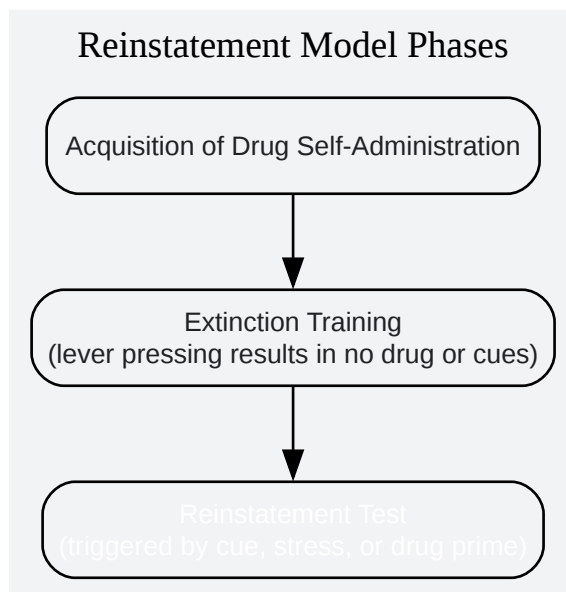 Reinstatement Model Phases
Acquisition of Drug Self-Administration
Extinction Training
(lever pressing results in no drug or cues)
Reinstatement Test
(triggered by cue, stress, or drug prime)